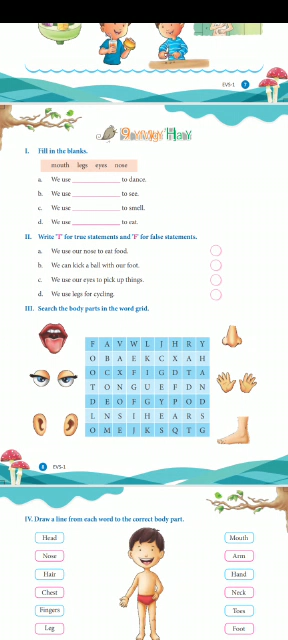 EVS-1
I. Fill in the blanks.
mouth legs eyes nose
a. We use ____________ to dance.
b. We use ____________ to see.
c. We use ____________ to smell.
d. We use ____________ to eat.
II. Write 'T' for true statements and 'F' for false statements.
a. We use our nose to eat food.
b. We can kick a ball with our foot.
c. We use our eyes to pick up things.
d. We use legs for cycling.
III. Search the body parts in the word grid.
F A V W L J H R Y
O B A E K C X A H
O C X F I G D T A
T O N G U E F D N
D E O F G Y P O D
L N S I H E A R S
O M E J K S Q T G
EVS-1
IV. Draw a line from each word to the correct body part.
Head
Mouth
Nose
Arm
Hair
Hand
Chest
Neck
Fingers
Toes
Leg
Foot